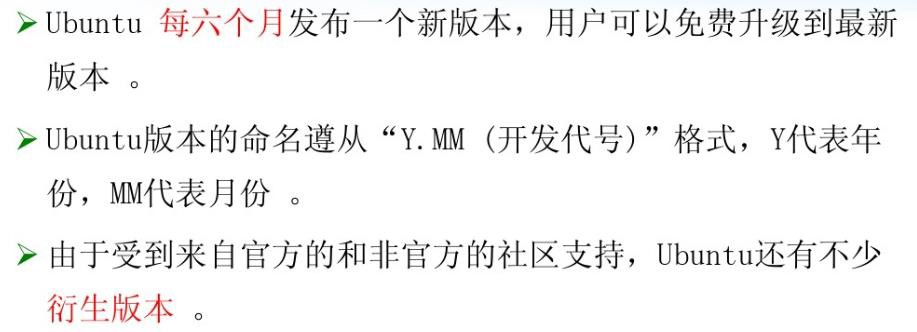 ➢Ubuntu 每六个月发布一个新版本，用户可以免费升级到最新
版本 。
➢Ubuntu版本的命名遵从“Y.MM (开发代号)”格式，Y代表年
份，MM代表月份 。
➢由于受到来自官方的和非官方的社区支持，Ubuntu还有不少
衍生版本 。